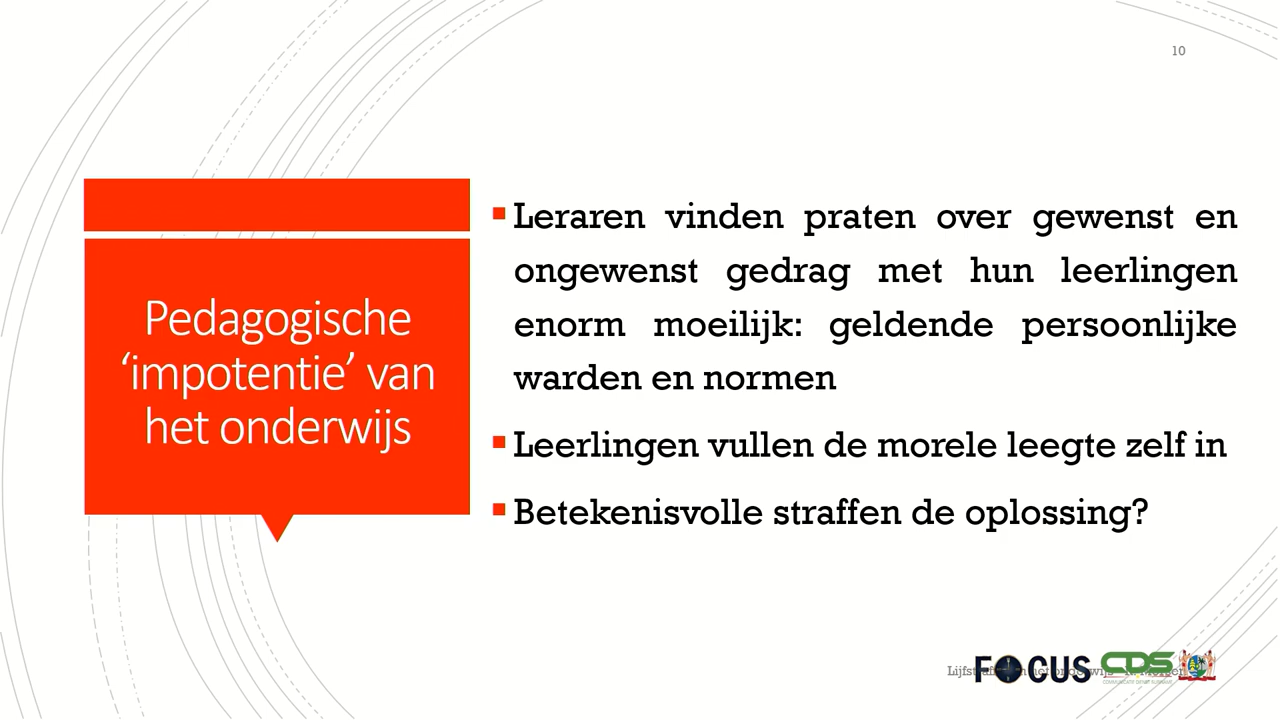 10
Pedagogische
‘impotentie’ van
het onderwijs
Leraren vinden praten over gewenst en
ongewenst gedrag met hun leerlingen
enorm moeilijk: geldende persoonlijke
warden en normen
Leerlingen vullen de morele leegte zelf in
Betekenisvolle straffen de oplossing?
FOCUS
CDS